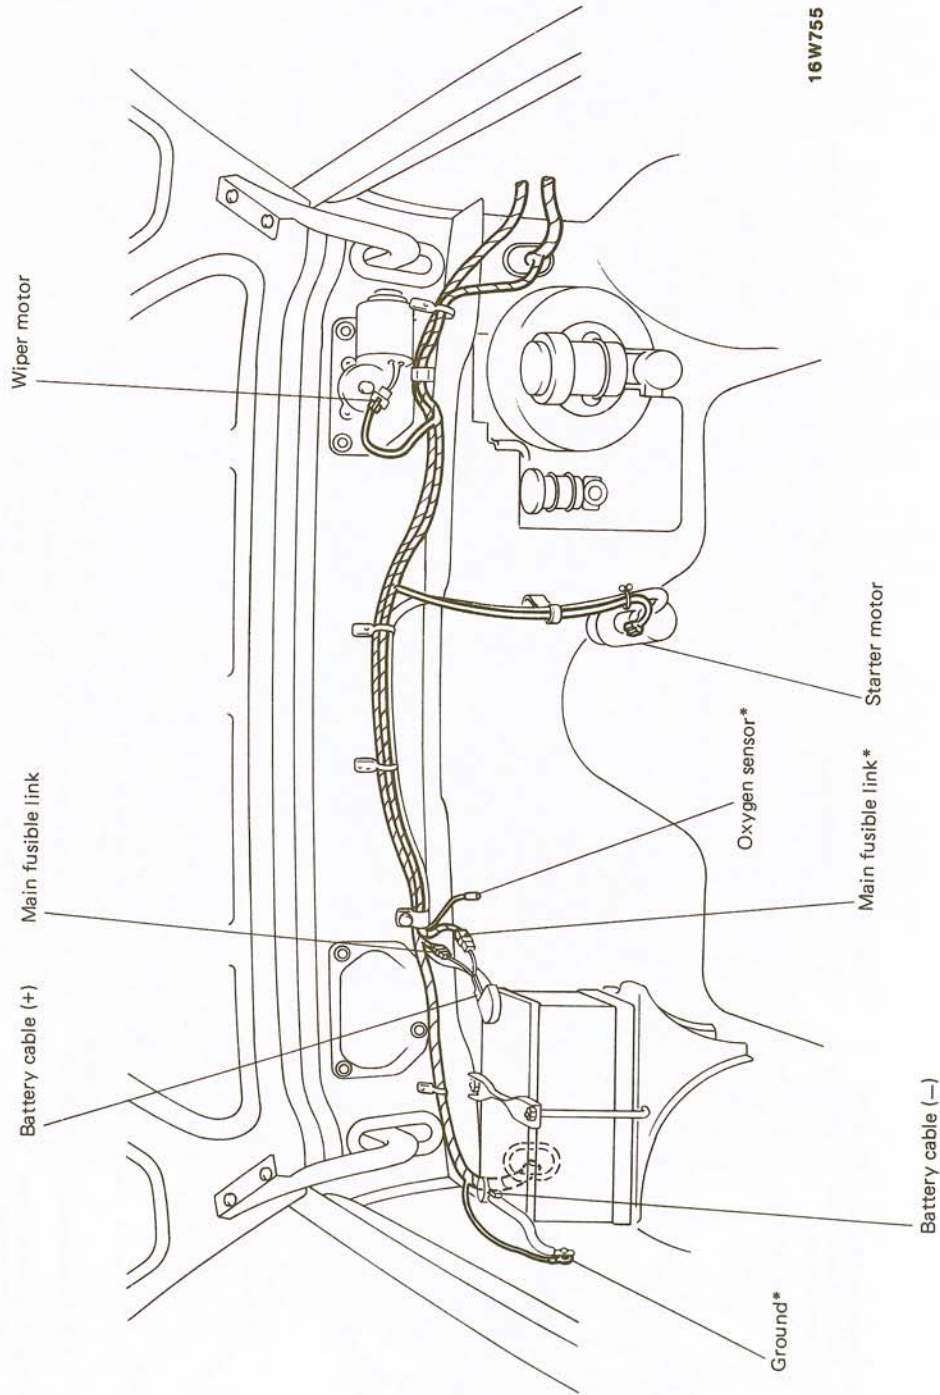 Battery cable (+)
Main fusible link
Wiper motor
Ground*
Battery cable (—)
Main fusible link*
Oxygen sensor*
Starter motor
16W755